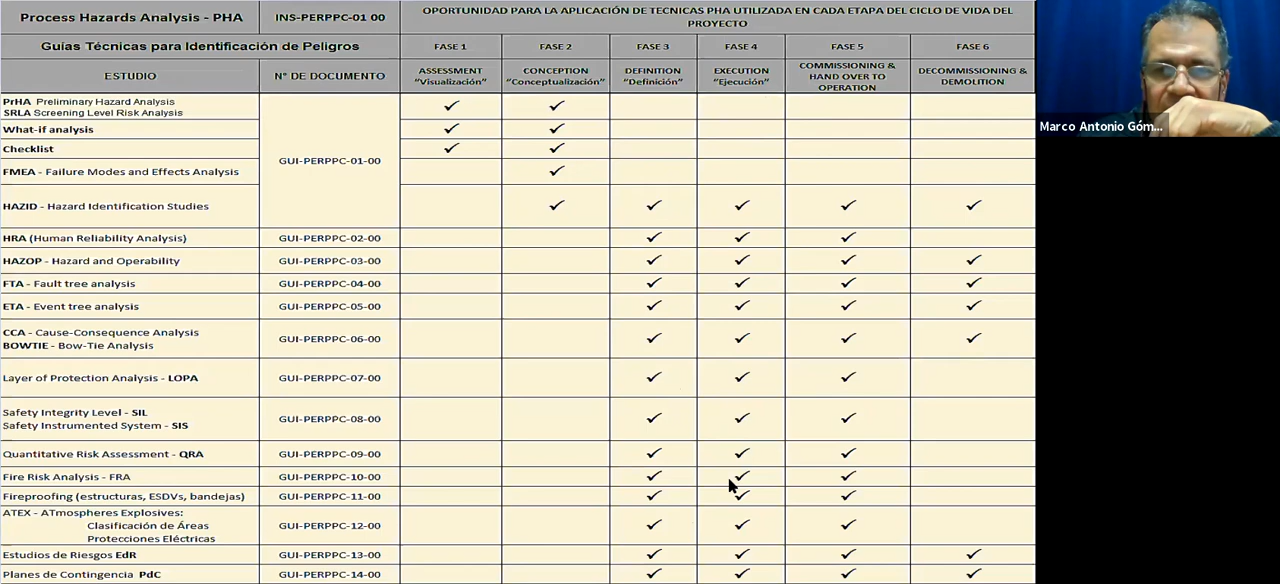 Process Hazards Analysis - PHA
INS-PERPPC-01 00
OPORTUNIDAD PARA LA APLICACIÓN DE TECNICAS PHA UTILIZADA EN CADA ETAPA DEL CICLO DE VIDA DEL
PROYECTO
Guías Técnicas para Identificación de Peligros
FASE 1
FASE 2
FASE 3
FASE 4
FASE 5
FASE 6
ESTUDIO
N° DE DOCUMENTO
ASSESSMENT
"Visualización"
CONCEPTION
"Conceptualización"
DEFINITION
"Definición"
EXECUTION
"Ejecución"
COMMISSIONING &
HAND OVER TO
OPERATION
DECOMMISSIONING &
DEMOLITION
PrHA Preliminary Hazard Analysis
SRLA Screening Level Risk Analysis
What-if analysis
Checklist
GUI-PERPPC-01-00
FMEA - Failure Modes and Effects Analysis
HAZID - Hazard Identification Studies
HRA (Human Reliability Analysis)
GUI-PERPPC-02-00
HAZOP - Hazard and Operability
GUI-PERPPC-03-00
FTA - Fault tree analysis
GUI-PERPPC-04-00
ETA - Event tree analysis
GUI-PERPPC-05-00
CCA - Cause-Consequence Analysis
BOWTIE - Bow-Tie Analysis
GUI-PERPPC-06-00
Layer of Protection Analysis - LOPA
GUI-PERPPC-07-00
Safety Integrity Level - SIL
Safety Instrumented System - SIS
GUI-PERPPC-08-00
Quantitative Risk Assessment - QRA
GUI-PERPPC-09-00
Fire Risk Analysis - FRA
GUI-PERPPC-10-00
Fireproofing (estructuras, ESDVs, bandejas)
GUI-PERPPC-11-00
ATEX - ATmospheres Explosives:
Clasificación de Áreas
Protecciones Eléctricas
GUI-PERPPC-12-00
Estudios de Riesgos EdR
GUI-PERPPC-13-00
Planes de Contingencia PdC
GUI-PERPPC-14-00
Marco Antonio Góm...